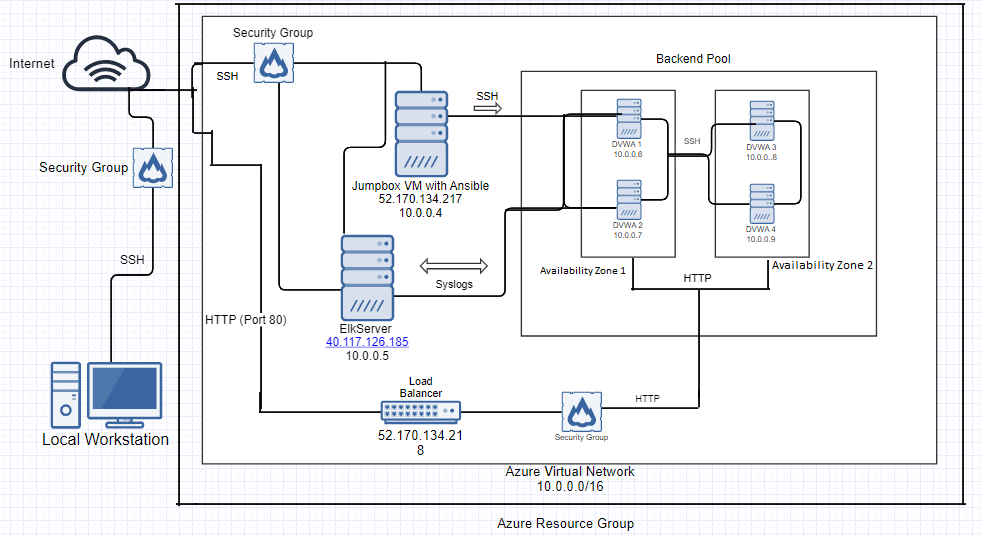 Security Group
Internet
SSH
Backend Pool
SSH
DVWA 1
10.0.0.6
DVWA 3
10.0.0..8
SSH
Security Group
Jumpbox VM with Ansible
52.170.134.217
10.0.0.4
DVWA 2
10.0.0.7
DVWA 4
10.0.0.9
SSH
Syslogs
Availability Zone 1
Availability Zone 2
HTTP
HTTP (Port 80)
ElkServer
40.117.126.185
10.0.0.5
Load
Balancer
HTTP
Local Workstation
52.170.134.21
8
Security Group
Azure Virtual Network
10.0.0.0/16
Azure Resource Group